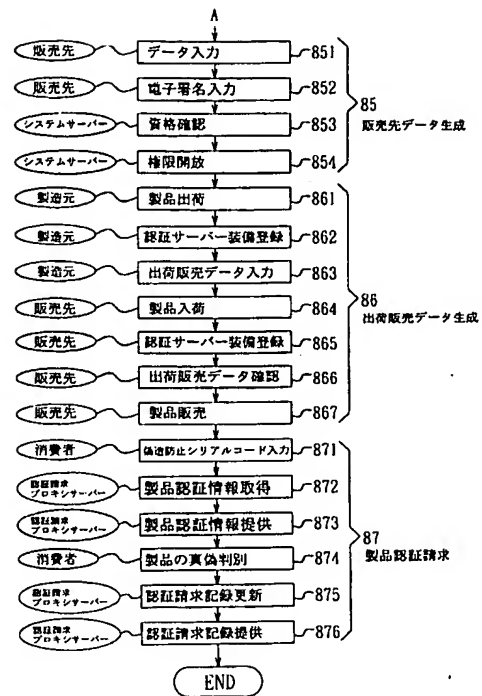 A
販売先 データ入力 851
販売先 電子署名入力 852
システムサーバー 資格確認 853
システムサーバー 権限開放 854
85
販売先データ生成
製造元 製品出荷 861
製造元 認証サーバー装備登録 862
製造元 出荷販売データ入力 863
販売先 製品入荷 864
販売先 認証サーバー装備登録 865
販売先 出荷販売データ確認 866
販売先 製品販売 867
86
出荷販売データ生成
消費者 偽造防止シリアルコード入力 871
認証請求
プロキシサーバー 製品認証情報取得 872
認証請求
プロキシサーバー 製品認証情報提供 873
消費者 製品の真偽判別 874
認証請求
プロキシサーバー 認証請求記録更新 875
認証請求
プロキシサーバー 認証請求記録提供 876
87
製品認証請求
END